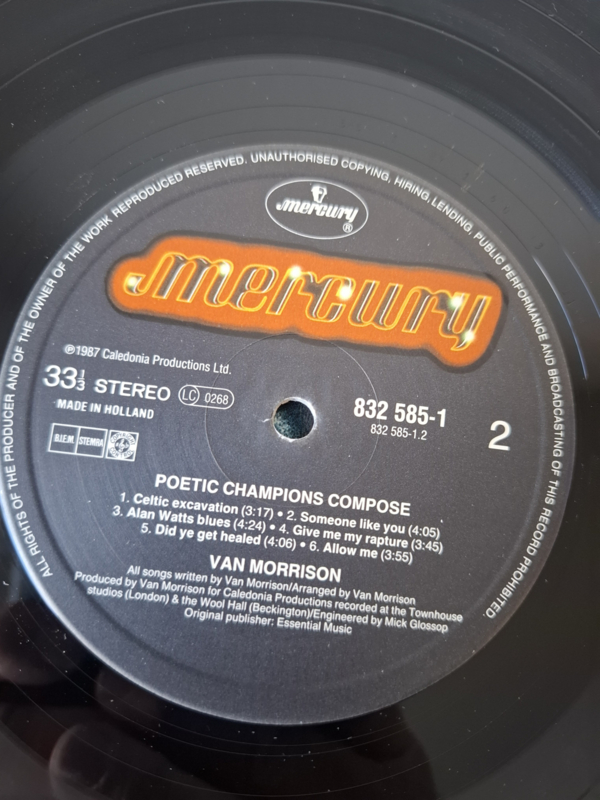 ALL RIGHTS OF THE PRODUCER AND OF THE OWNER OF THE WORK REPRODUCED RESERVED. UNAUTHORISED COPYING, HIRING, LENDING, PUBLIC PERFORMANCE AND BROADCASTING OF THIS RECORD PROHIBITED.
mercury
®
mercury
℗1987 Caledonia Productions Ltd.
33⅓ STEREO LC 0268
MADE IN HOLLAND
B.I.E.M. STEMRA
832 585-1
832 585-1.2
2
POETIC CHAMPIONS COMPOSE
1. Celtic excavation (3:17) • 2. Someone like you (4:05)
3. Alan Watts blues (4:24) • 4. Give me my rapture (3:45)
5. Did ye get healed (4:06) • 6. Allow me (3:55)
VAN MORRISON
All songs written by Van Morrison/Arranged by Van Morrison
Produced by Van Morrison for Caledonia Productions recorded at the Townhouse
studios (London) & the Wool Hall (Beckington)/Engineered by Mick Glossop
Original publisher: Essential Music